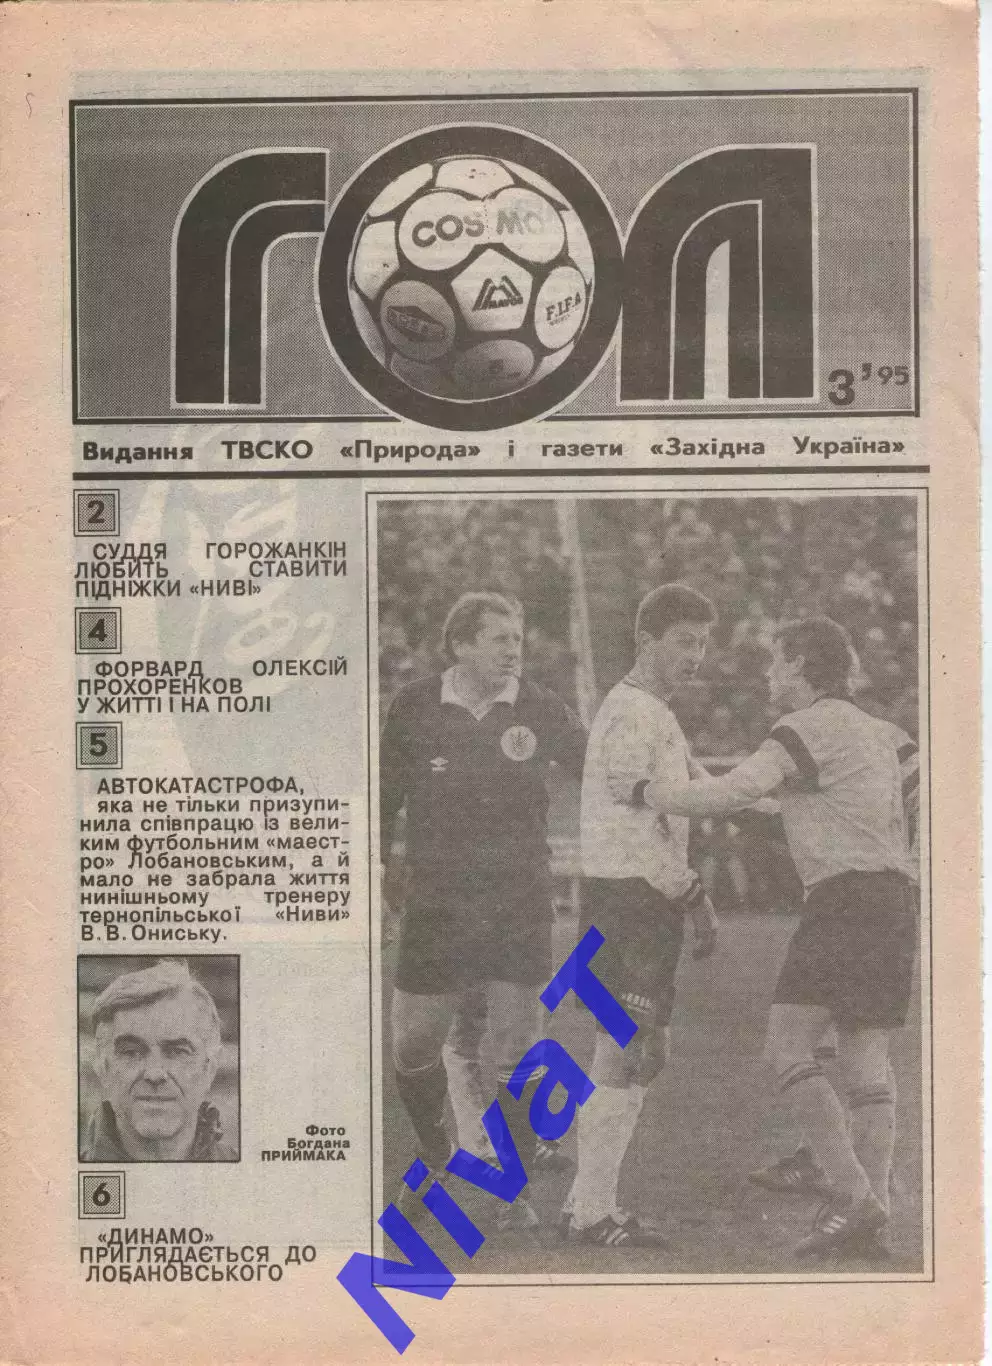 ГОЛ
COSMO
MAYOR
F.I.F.A
3'95
Видання ТВСКО «Природа» і газети «Західна Україна»
2
СУДДЯ ГОРОЖАНКІН
ЛЮБИТЬ СТАВИТИ
ПІДНІЖКИ «НИВІ»
4
ФОРВАРД ОЛЕКСІЙ
ПРОХОРЕНКОВ
У ЖИТТІ І НА ПОЛІ
5
АВТОКАТАСТРОФА,
яка не тільки призупи-
нила співпрацю із вели-
ким футбольним «маест-
ро» Лобановським, а й
мало не забрала життя
нинішньому тренеру
тернопільської «Ниви»
В. В. Ониську.
Фото
Богдана
ПРИЙМАКА
6
«ДИНАМО»
ПРИГЛЯДАЄТЬСЯ ДО
ЛОБАНОВСЬКОГО
NivaT